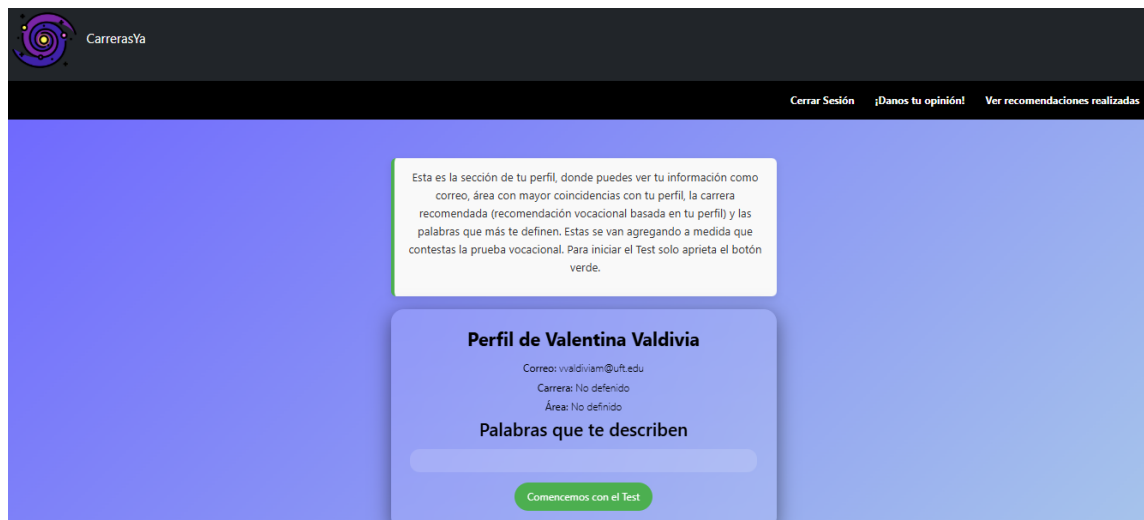 CarrerasYa
Cerrar Sesión ¡Danos tu opinión! Ver recomendaciones realizadas
Esta es la sección de tu perfil, donde puedes ver tu información como
correo, área con mayor coincidencias con tu perfil, la carrera
recomendada (recomendación vocacional basada en tu perfil) y las
palabras que más te definen. Estas se van agregando a medida que
contestas la prueba vocacional. Para iniciar el Test solo aprieta el botón
verde.
Perfil de Valentina Valdivia
Correo: vvaldiviam@uft.edu
Carrera: No defenido
Área: No definido
Palabras que te describen
Comencemos con el Test